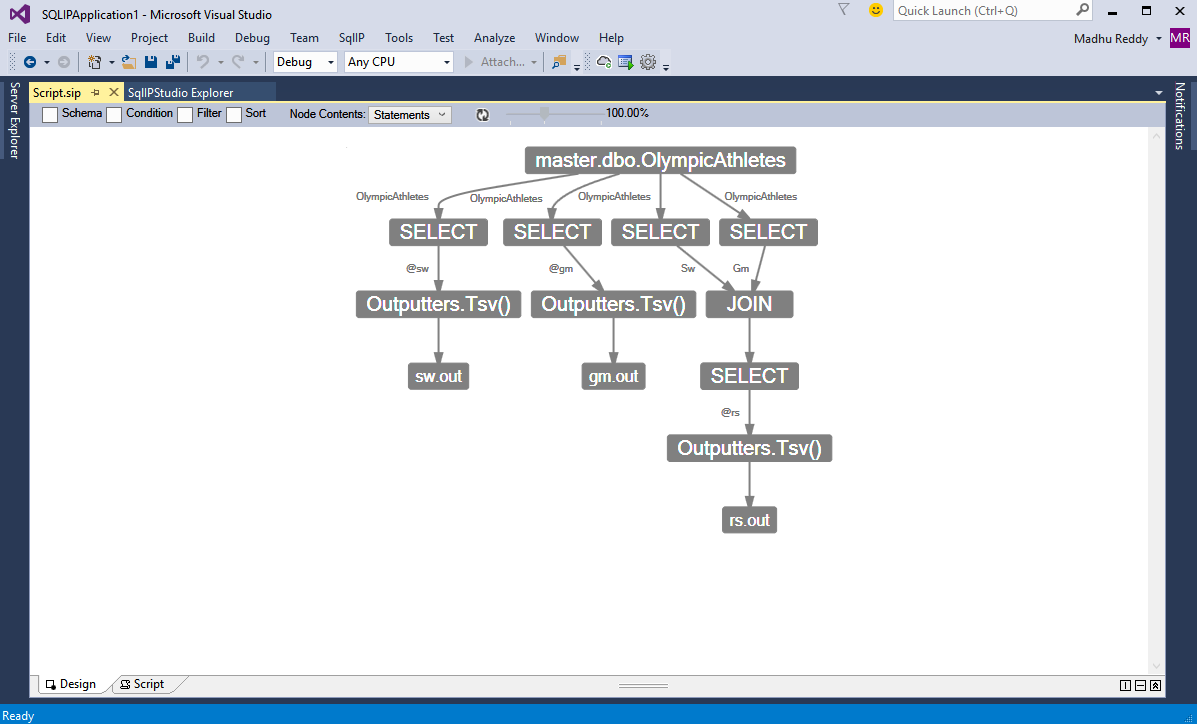 SQLIPApplication1 - Microsoft Visual Studio
Quick Launch (Ctrl+Q)
File Edit View Project Build Debug Team SqlIP Tools Test Analyze Window Help
Madhu Reddy MR
Debug Any CPU Attach...
Server Explorer
Script.sip SqlIPStudio Explorer
Notifications
Schema Condition Filter Sort Node Contents: Statements 100.00%
master.dbo.OlympicAthletes
OlympicAthletes OlympicAthletes OlympicAthletes OlympicAthletes
SELECT SELECT SELECT SELECT
@sw @gm Sw Gm
Outputters.Tsv() Outputters.Tsv() JOIN
sw.out gm.out SELECT
@rs
Outputters.Tsv()
rs.out
Design Script
Ready